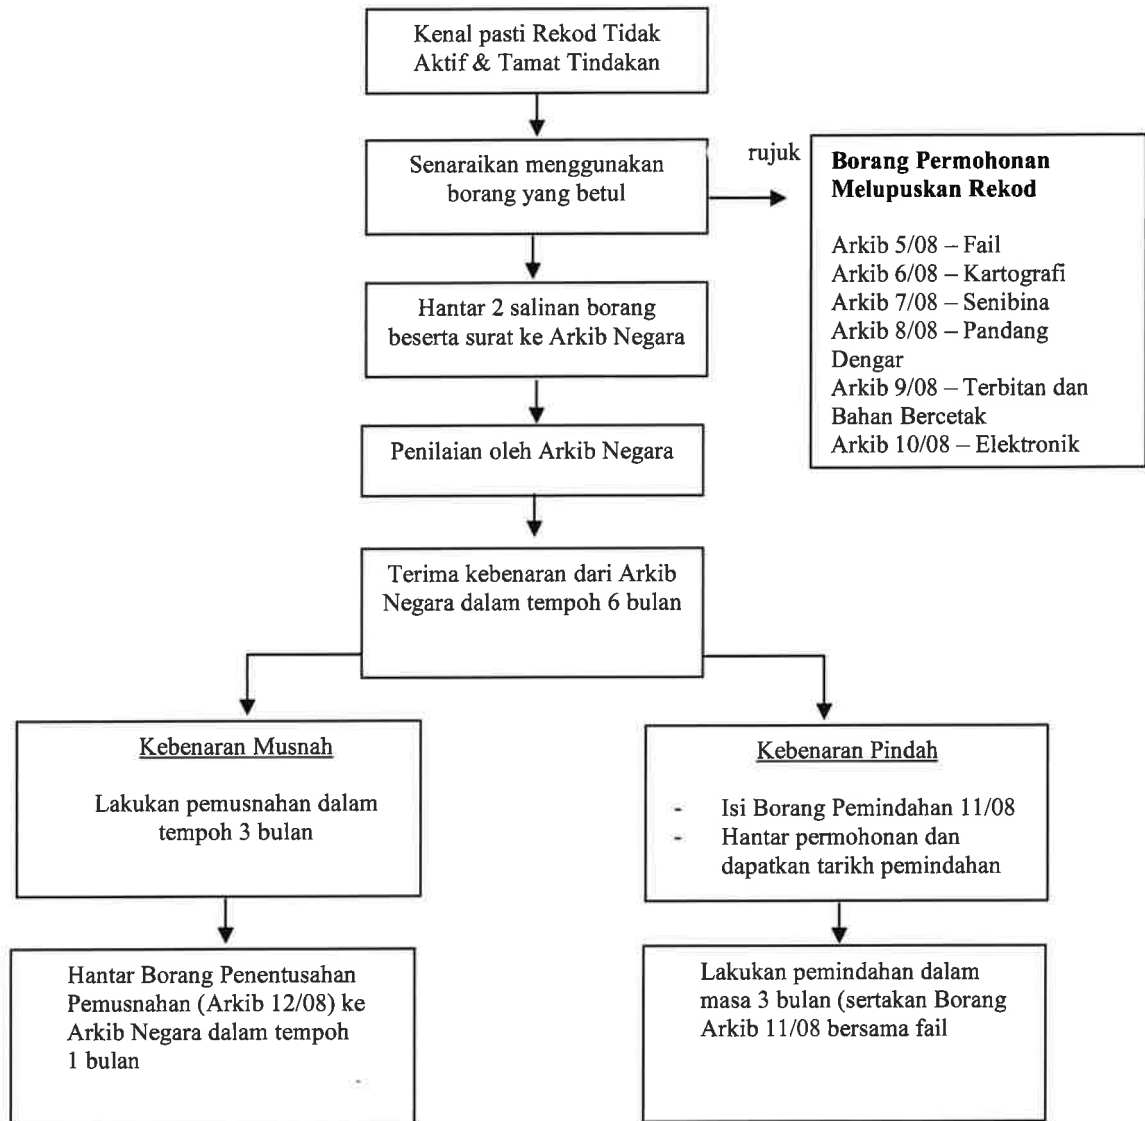 Kenal pasti Rekod Tidak
Aktif & Tamat Tindakan
Senaraikan menggunakan
borang yang betul
rujuk
Borang Permohonan
Melupuskan Rekod
Arkib 5/08 – Fail
Arkib 6/08 – Kartografi
Arkib 7/08 – Senibina
Arkib 8/08 – Pandang
Dengar
Arkib 9/08 – Terbitan dan
Bahan Bercetak
Arkib 10/08 – Elektronik
Hantar 2 salinan borang
beserta surat ke Arkib Negara
Penilaian oleh Arkib Negara
Terima kebenaran dari Arkib
Negara dalam tempoh 6 bulan
Kebenaran Musnah
Lakukan pemusnahan dalam
tempoh 3 bulan
Hantar Borang Penentusahan
Pemusnahan (Arkib 12/08) ke
Arkib Negara dalam tempoh
1 bulan
Kebenaran Pindah
- Isi Borang Pemindahan 11/08
- Hantar permohonan dan
dapatkan tarikh pemindahan
Lakukan pemindahan dalam
masa 3 bulan (sertakan Borang
Arkib 11/08 bersama fail